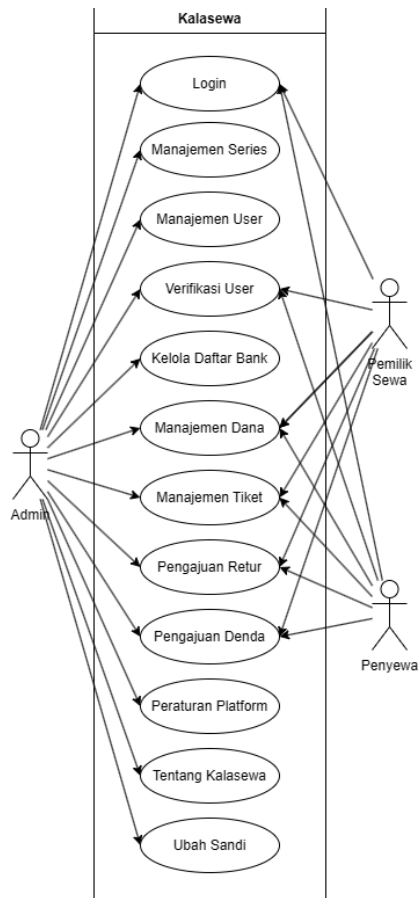 Kalasewa
Login
Manajemen Series
Manajemen User
Verifikasi User
Kelola Daftar Bank
Manajemen Dana
Manajemen Tiket
Pengajuan Retur
Pengajuan Denda
Peraturan Platform
Tentang Kalasewa
Ubah Sandi
Admin
Pemilik
Sewa
Penyewa